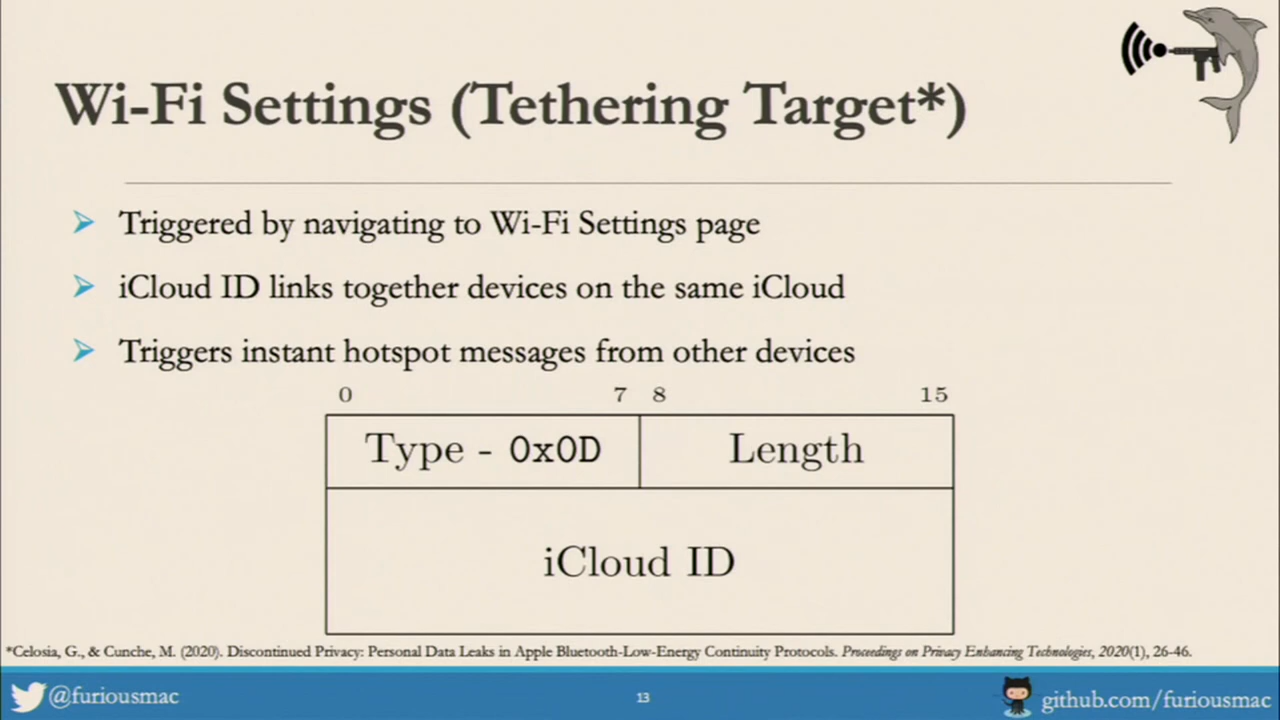 Wi-Fi Settings (Tethering Target*)
Triggered by navigating to Wi-Fi Settings page
iCloud ID links together devices on the same iCloud
Triggers instant hotspot messages from other devices
0 7 8 15
Type - 0x0D Length
iCloud ID
*Celosia, G., & Cunche, M. (2020). Discontinued Privacy: Personal Data Leaks in Apple Bluetooth-Low-Energy Continuity Protocols. Proceedings on Privacy Enhancing Technologies, 2020(1), 26-46.
@furiousmac 13 github.com/furiousmac